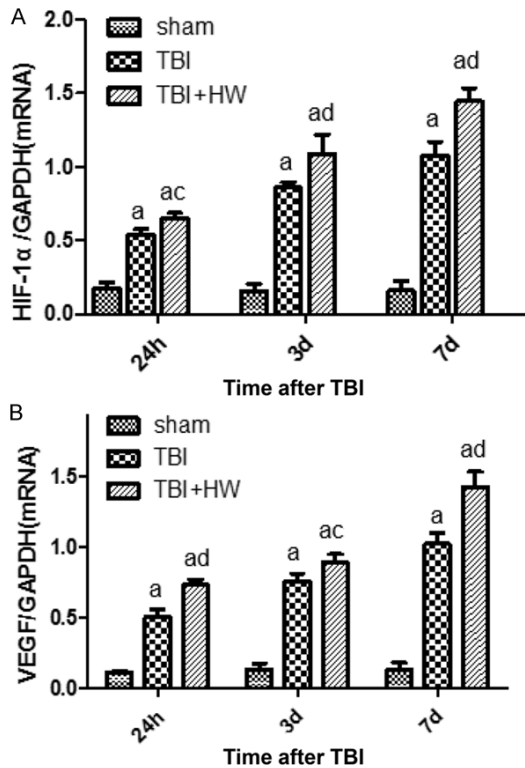 A
HIF-1α/GAPDH(mRNA)
2.0
1.5
1.0
0.5
0.0
sham
TBI
TBI+HW
a
ac
a
ad
a
ad
24h
3d
7d
Time after TBI
B
VEGF/GAPDH(mRNA)
1.5
1.0
0.5
0.0
sham
TBI
TBI+HW
a
ad
a
ac
a
ad
24h
3d
7d
Time after TBI